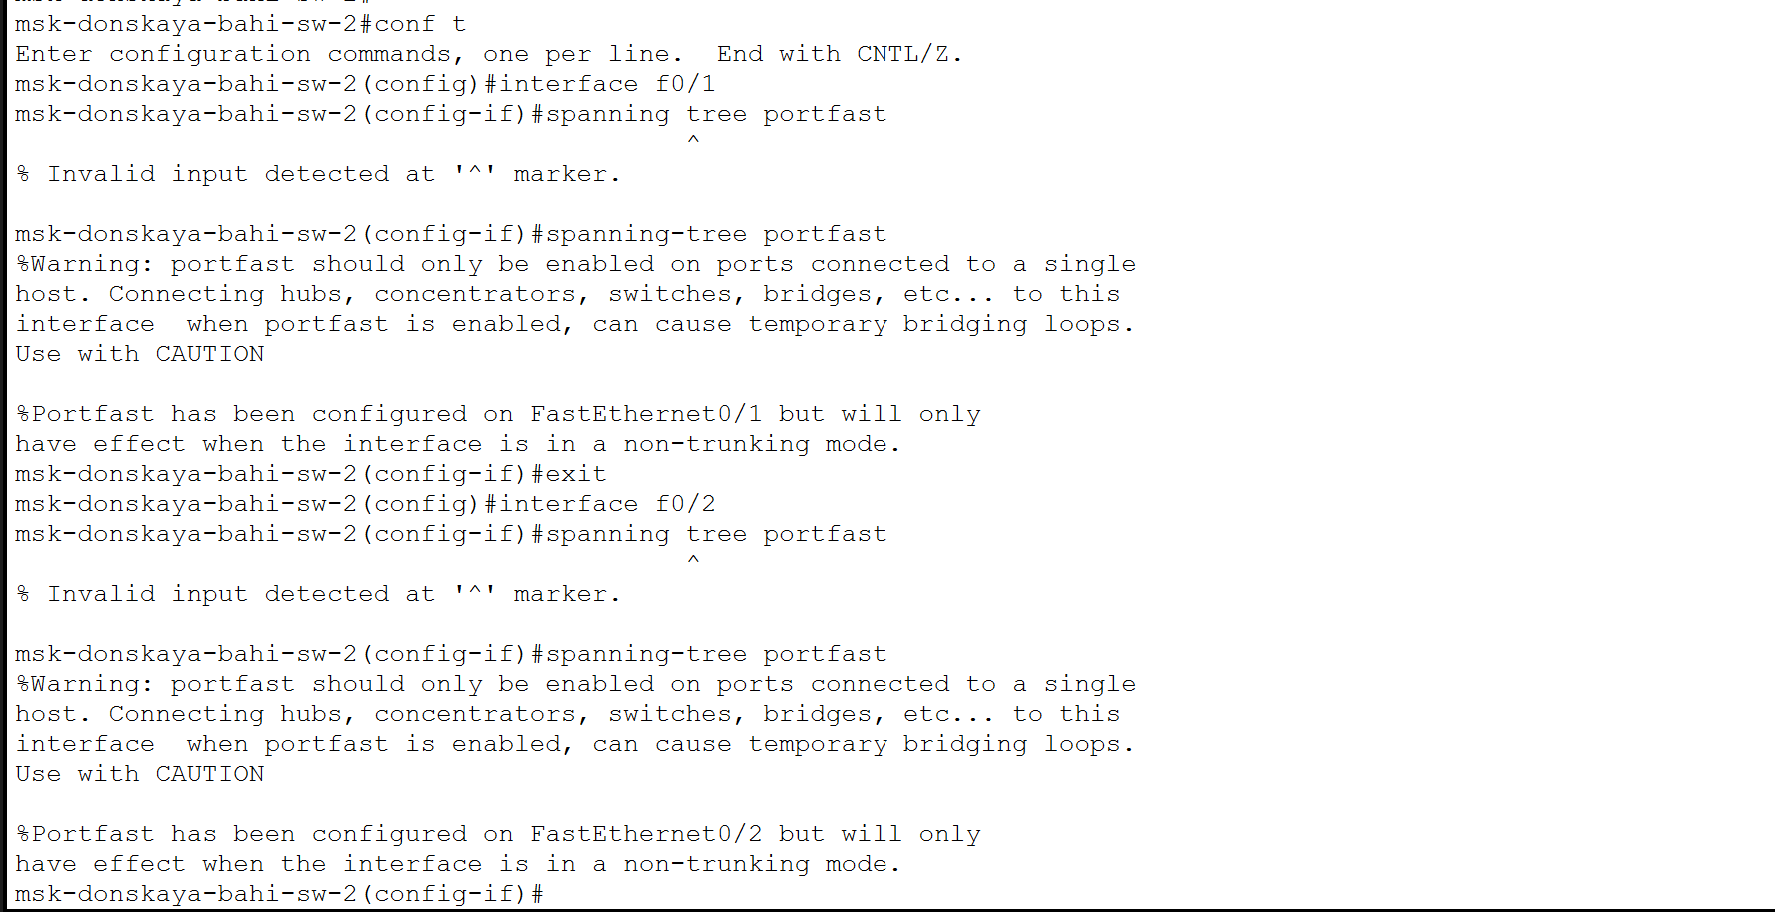 msk-donskaya-bahi-sw-2#
msk-donskaya-bahi-sw-2#conf t
Enter configuration commands, one per line.  End with CNTL/Z.
msk-donskaya-bahi-sw-2(config)#interface f0/1
msk-donskaya-bahi-sw-2(config-if)#spanning tree portfast
^
% Invalid input detected at '^' marker.
msk-donskaya-bahi-sw-2(config-if)#spanning-tree portfast
%Warning: portfast should only be enabled on ports connected to a single
host. Connecting hubs, concentrators, switches, bridges, etc... to this
interface  when portfast is enabled, can cause temporary bridging loops.
Use with CAUTION
%Portfast has been configured on FastEthernet0/1 but will only
have effect when the interface is in a non-trunking mode.
msk-donskaya-bahi-sw-2(config-if)#exit
msk-donskaya-bahi-sw-2(config)#interface f0/2
msk-donskaya-bahi-sw-2(config-if)#spanning tree portfast
^
% Invalid input detected at '^' marker.
msk-donskaya-bahi-sw-2(config-if)#spanning-tree portfast
%Warning: portfast should only be enabled on ports connected to a single
host. Connecting hubs, concentrators, switches, bridges, etc... to this
interface  when portfast is enabled, can cause temporary bridging loops.
Use with CAUTION
%Portfast has been configured on FastEthernet0/2 but will only
have effect when the interface is in a non-trunking mode.
msk-donskaya-bahi-sw-2(config-if)#